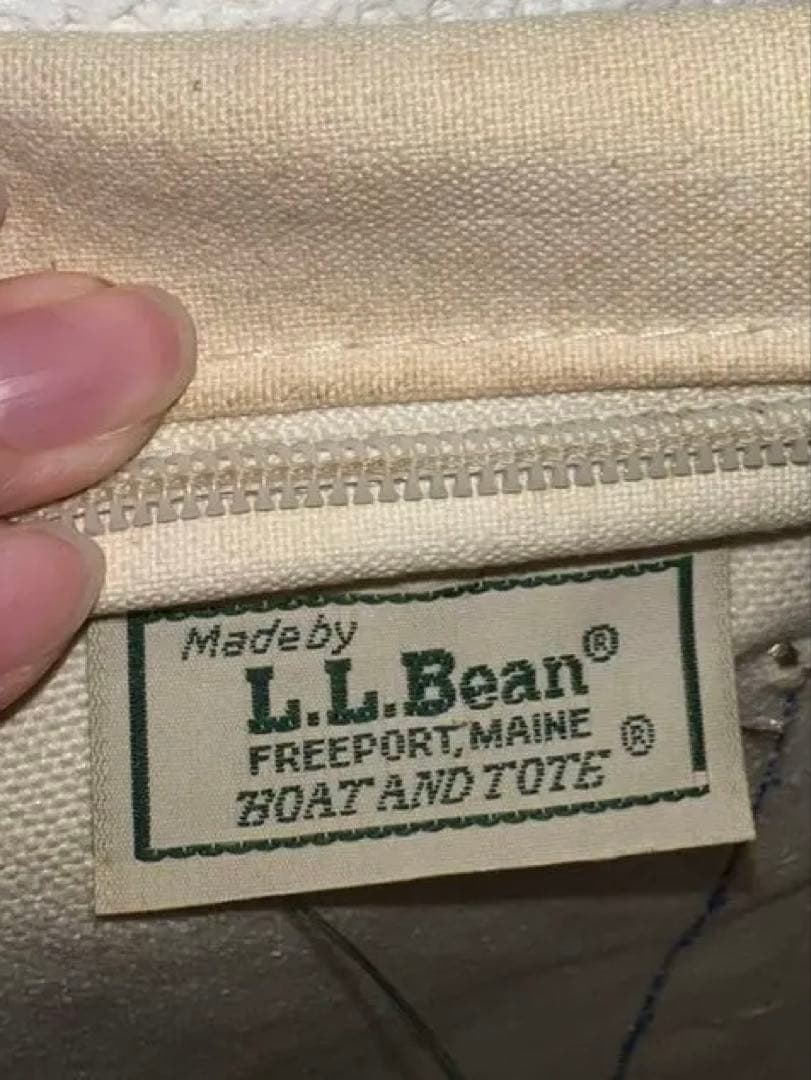 Made by
L.L.Bean®
FREEPORT, MAINE
BOAT AND TOTE ®